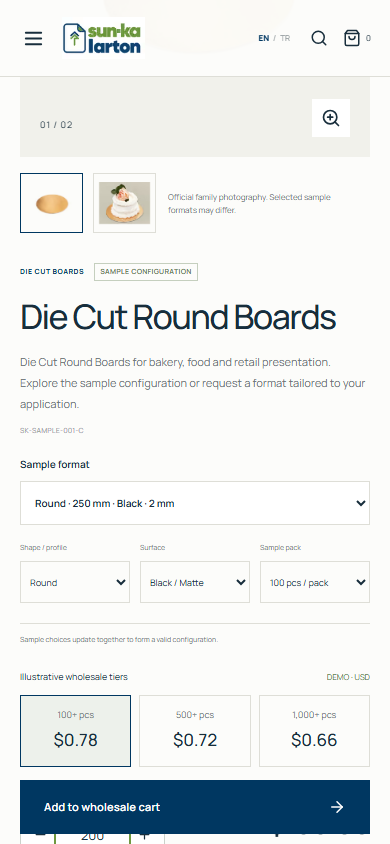 sun-ka
larton
EN / TR
0
01 / 02
Official family photography. Selected sample
formats may differ.
DIE CUT BOARDS
SAMPLE CONFIGURATION
Die Cut Round Boards
Die Cut Round Boards for bakery, food and retail presentation.
Explore the sample configuration or request a format tailored to your
application.
SK-SAMPLE-001-C
Sample format
Round · 250 mm · Black · 2 mm
Shape / profile
Surface
Sample pack
Round
Black / Matte
100 pcs / pack
Sample choices update together to form a valid configuration.
Illustrative wholesale tiers
DEMO · USD
100+ pcs
500+ pcs
1,000+ pcs
$0.78
$0.72
$0.66
Add to wholesale cart
200